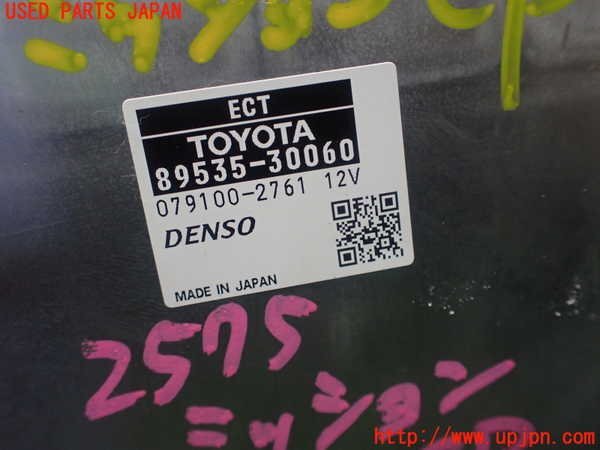 USED PARTS JAPAN
ECT
TOYOTA
89535-30060
079100-2761 12V
DENSO
MADE IN JAPAN
2575
ミッション
http://www.upjpn.com/